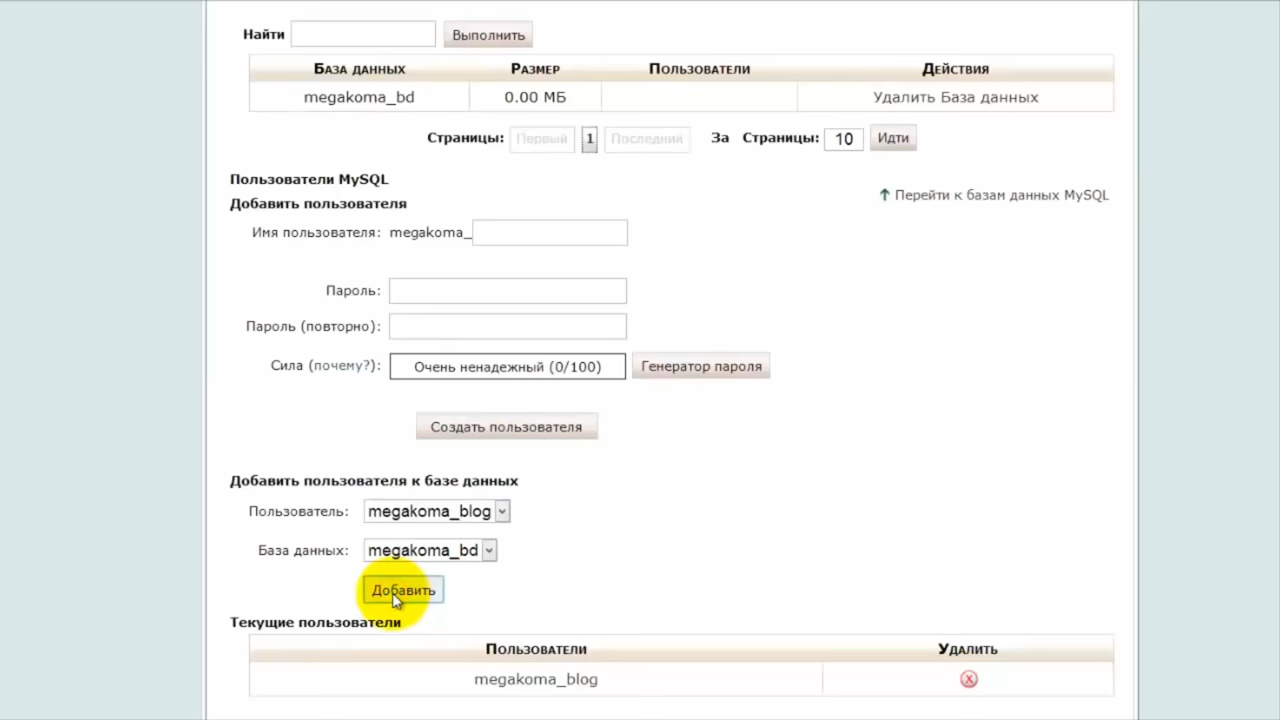 Найти Выполнить
База данных Размер Пользователи Действия
megakoma_bd 0.00 МБ Удалить База данных
Страницы: Первый 1 Последний За Страницы: 10 Идти
Пользователи MySQL
Перейти к базам данных MySQL
Добавить пользователя
Имя пользователя: megakoma_
Пароль:
Пароль (повторно):
Сила (почему?): Очень ненадежный (0/100) Генератор пароля
Создать пользователя
Добавить пользователя к базе данных
Пользователь: megakoma_blog
База данных: megakoma_bd
Добавить
Текущие пользователи
Пользователи Удалить
megakoma_blog